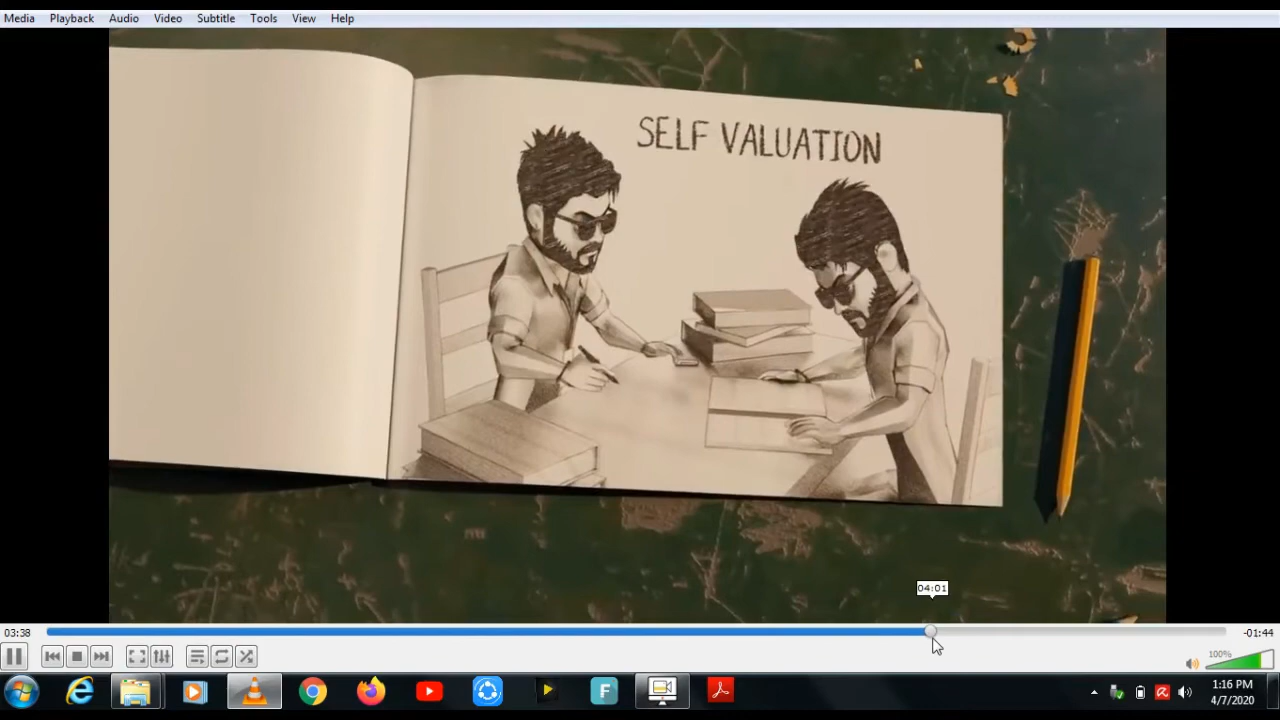 Media Playback Audio Video Subtitle Tools View Help
SELF VALUATION
04:01
03:38
-01:44
100%
F
1:16 PM
4/7/2020